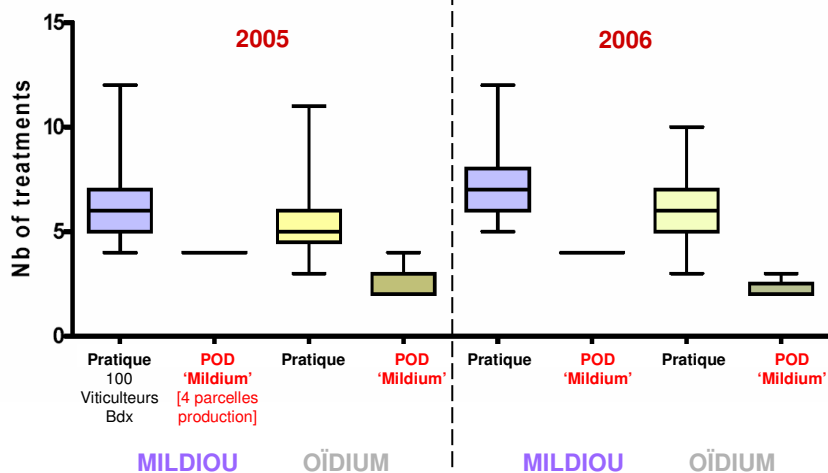 2005
2006
Nb of treatments
15
10
5
0
Pratique
100
Viticulteurs
Bdx
POD
‘Mildium’
[4 parcelles
production]
Pratique
POD
‘Mildium’
Pratique
POD
‘Mildium’
Pratique
POD
‘Mildium’
MILDIOU
OÏDIUM
MILDIOU
OÏDIUM